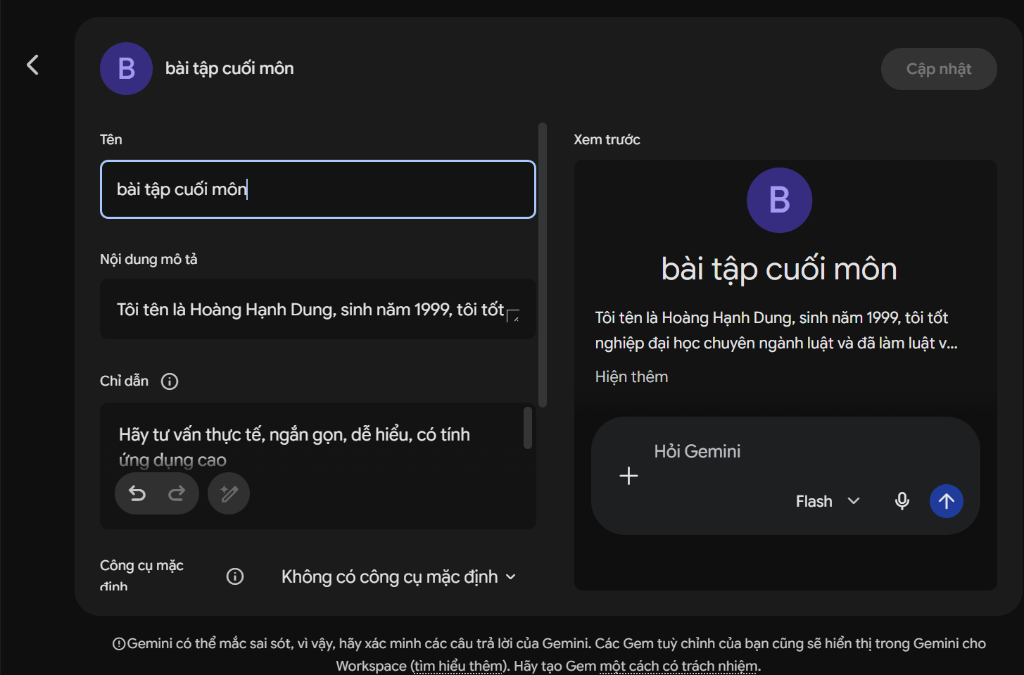 B
bài tập cuối môn
Cập nhật
Tên
bài tập cuối môn
Nội dung mô tả
Tôi tên là Hoàng Hạnh Dung, sinh năm 1999, tôi tốt
Chỉ dẫn
Hãy tư vấn thực tế, ngắn gọn, dễ hiểu, có tính
ứng dụng cao
Công cụ mặc
định
Không có công cụ mặc định
Xem trước
B
bài tập cuối môn
Tôi tên là Hoàng Hạnh Dung, sinh năm 1999, tôi tốt
nghiệp đại học chuyên ngành luật và đã làm luật v...
Hiện thêm
Hỏi Gemini
Flash
Gemini có thể mắc sai sót, vì vậy, hãy xác minh các câu trả lời của Gemini. Các Gem tuỳ chỉnh của bạn cũng sẽ hiển thị trong Gemini cho
Workspace (tìm hiểu thêm). Hãy tạo Gem một cách có trách nhiệm.